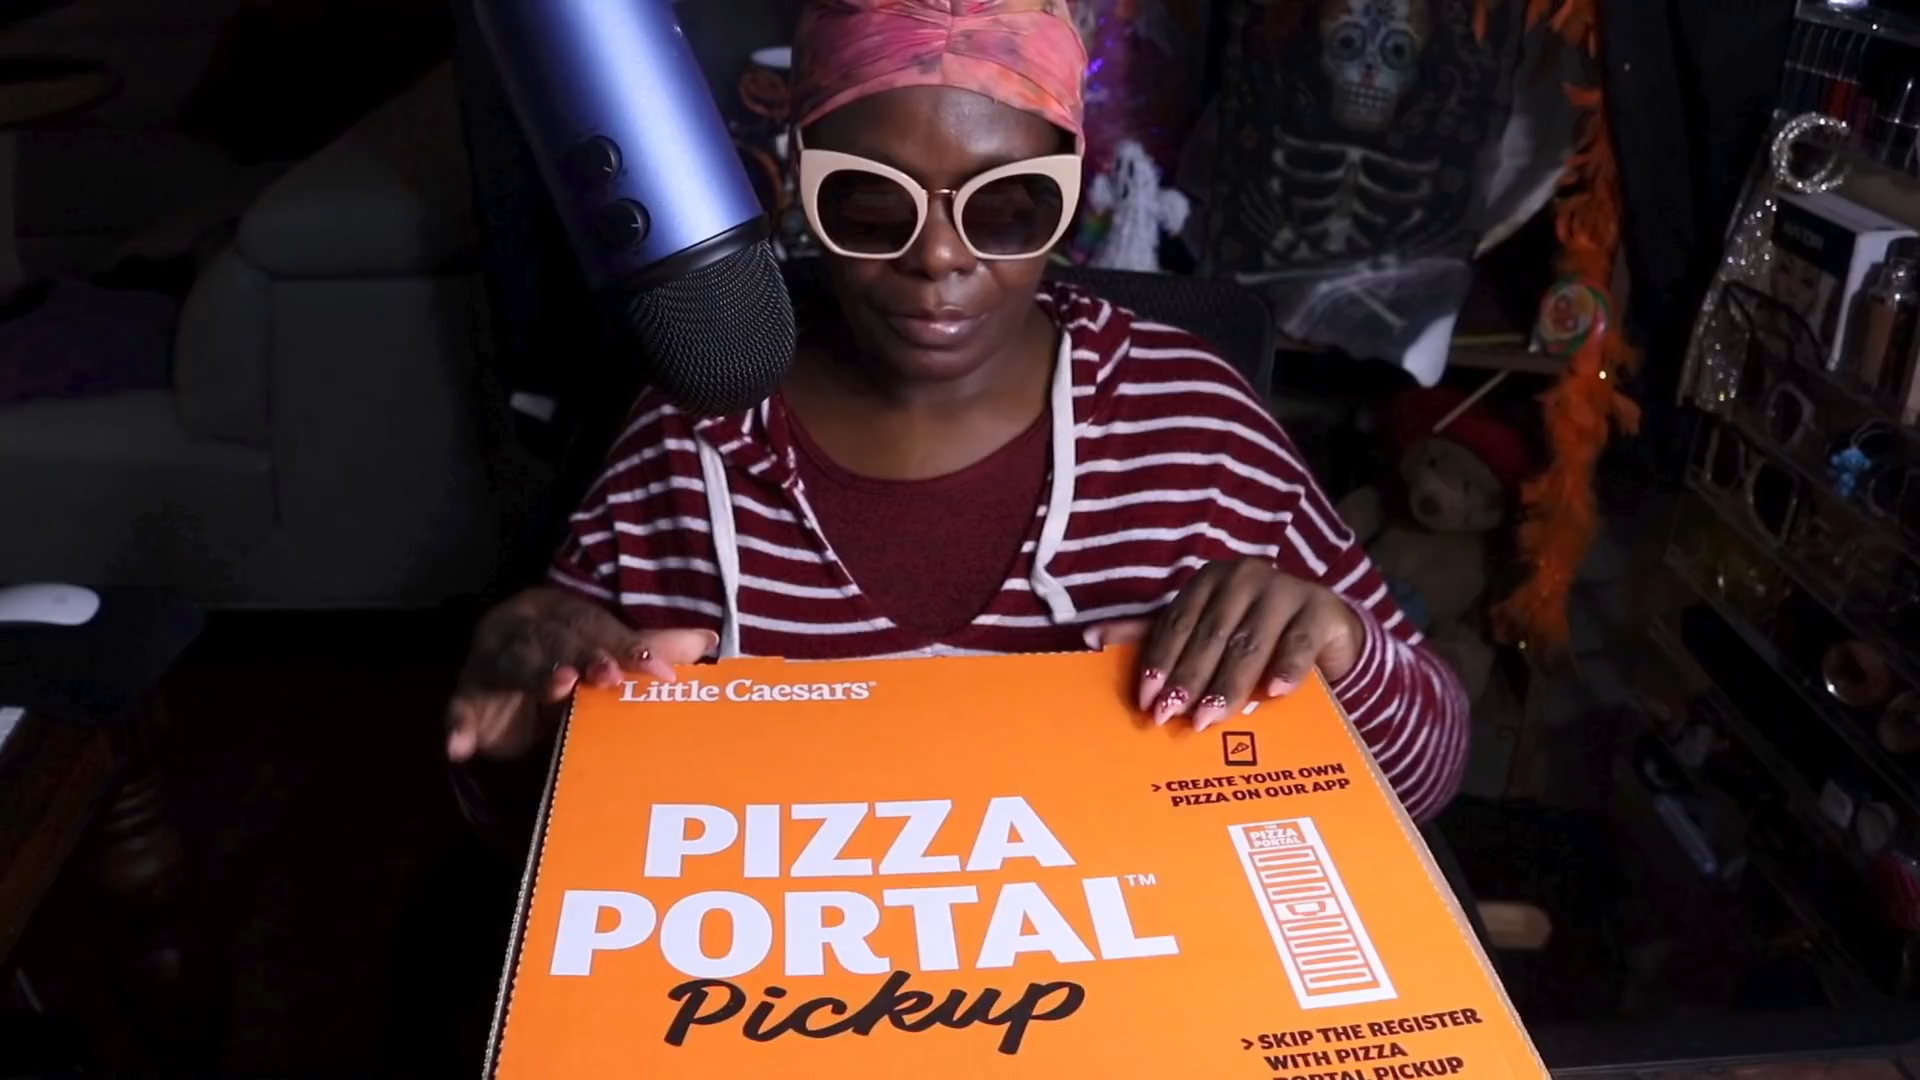 Little Caesars®
PIZZA
PORTAL™
Pickup
> CREATE YOUR OWN
PIZZA ON OUR APP
THE
PIZZA
PORTAL
> SKIP THE REGISTER
WITH PIZZA
PORTAL PICKUP